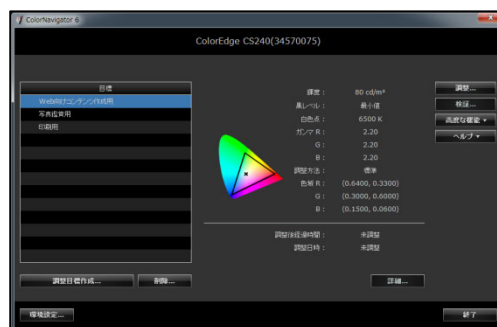 ColorNavigator 6
ColorEdge CS240(34570075)
目標
Web向けコンテンツ作成用
写真鑑賞用
印刷用
輝度： 80 cd/m²
黒レベル： 最小値
白色点： 6500 K
ガンマ R： 2.20
G： 2.20
B： 2.20
調整方法： 標準
色域 R： (0.6400, 0.3300)
G： (0.3000, 0.6000)
B： (0.1500, 0.0600)
調整後経過時間： 未調整
調整日時： 未調整
調整...
検証...
高度な機能
ヘルプ
調整目標作成...
削除...
詳細...
環境設定...
終了